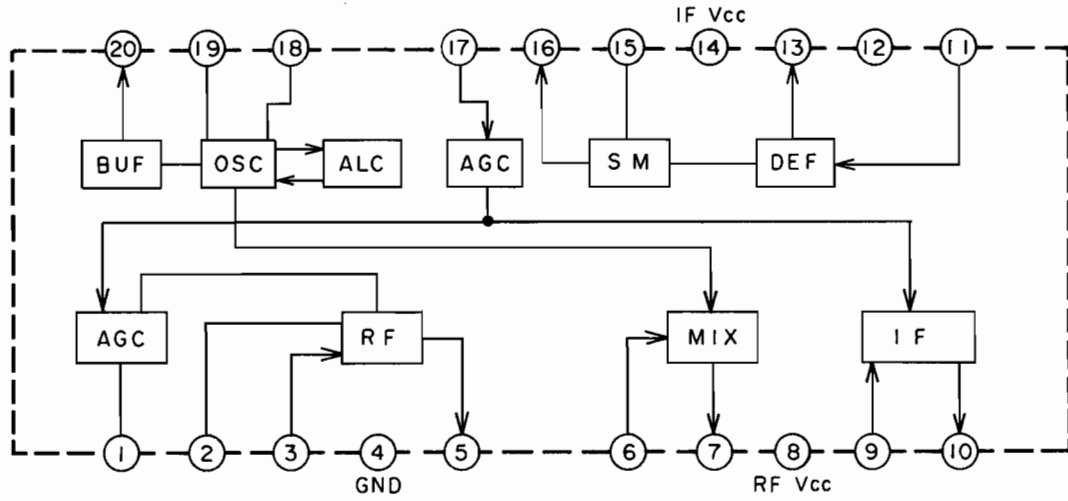 IF Vcc
20 19 18 17 16 15 14 13 12 11
BUF OSC ALC AGC SM DEF
AGC RF MIX IF
1 2 3 4 5 6 7 8 9 10
GND RF Vcc